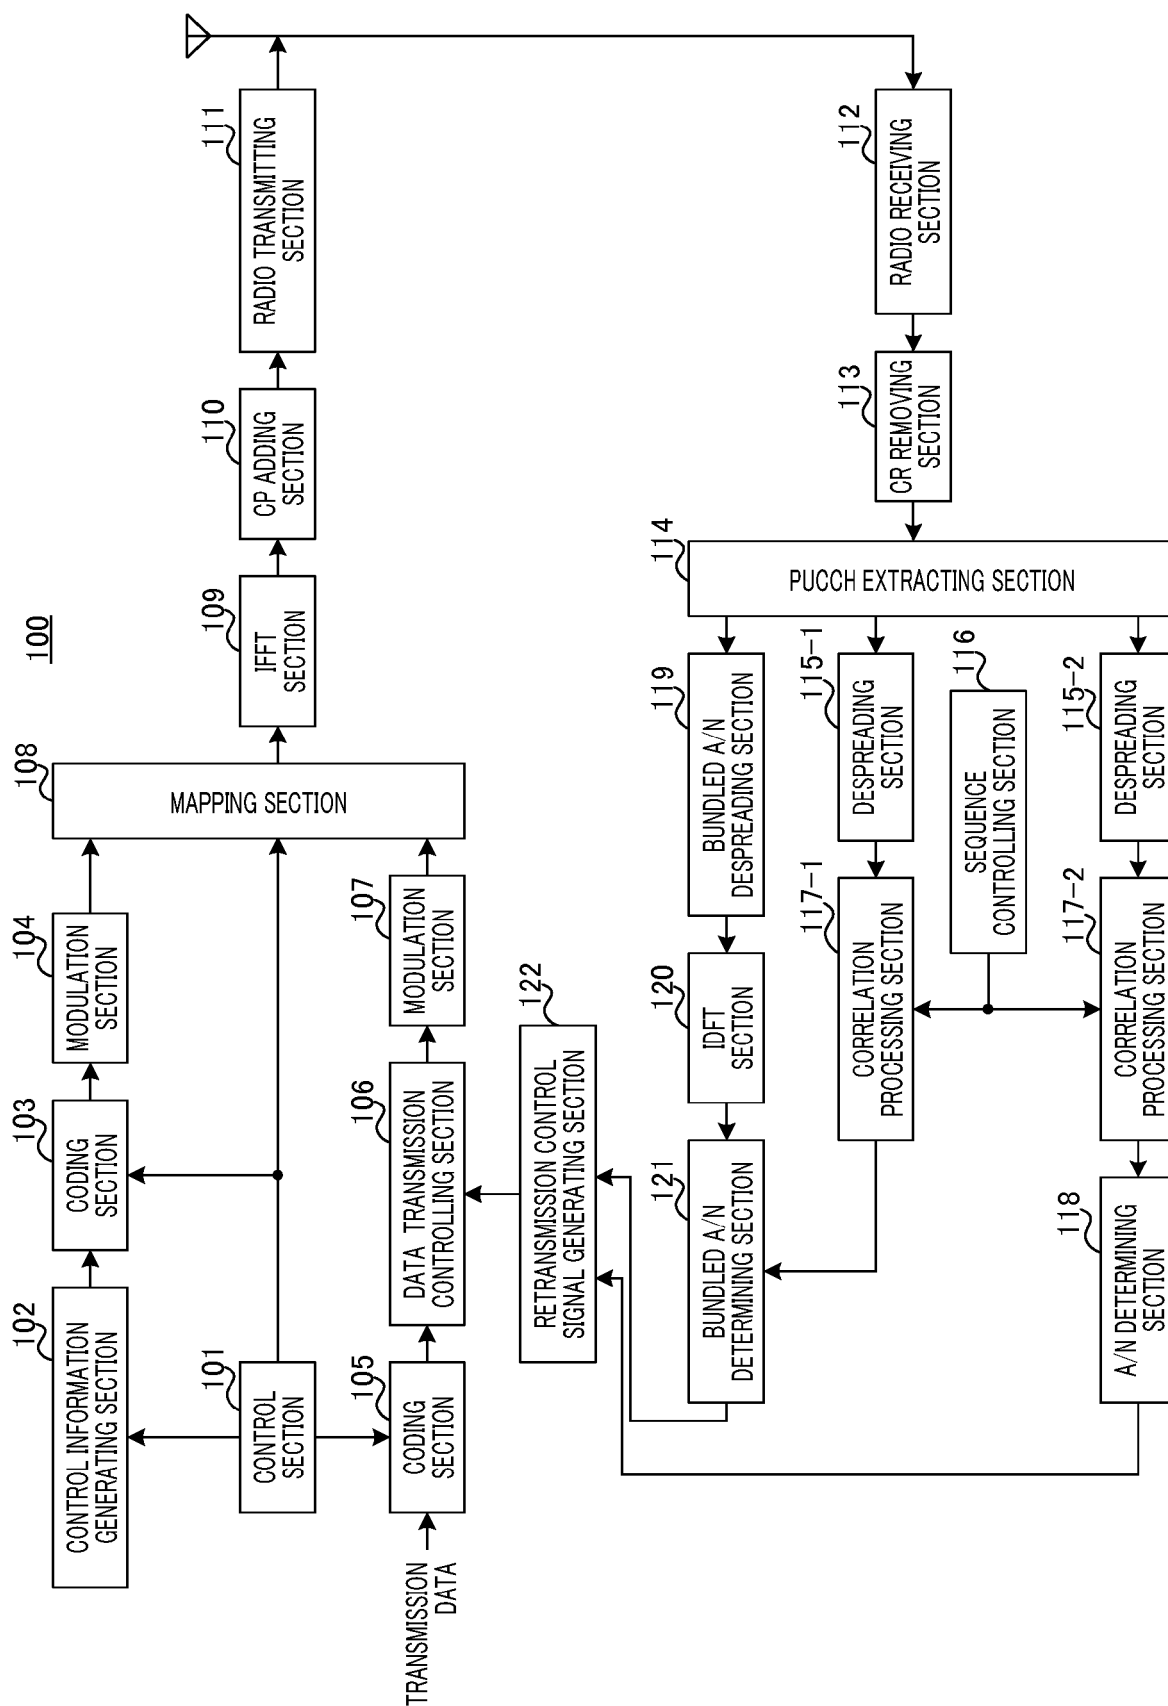 100
102
CONTROL INFORMATION
GENERATING SECTION
103
CODING
SECTION
104
MODULATION
SECTION
108
MAPPING SECTION
109
IFFT
SECTION
110
CP ADDING
SECTION
111
RADIO TRANSMITTING
SECTION
101
CONTROL
SECTION
TRANSMISSION
DATA
105
CODING
SECTION
106
DATA TRANSMISSION
CONTROLLING SECTION
107
MODULATION
SECTION
122
RETRANSMISSION CONTROL
SIGNAL GENERATING SECTION
121
BUNDLED A/N
DETERMINING SECTION
120
IDFT
SECTION
119
BUNDLED A/N
DESPREADING SECTION
114
PUCCH EXTRACTING SECTION
113
CR REMOVING
SECTION
112
RADIO RECEIVING
SECTION
117-1
CORRELATION
PROCESSING SECTION
115-1
DESPREADING
SECTION
116
SEQUENCE
CONTROLLING SECTION
118
A/N DETERMINING
SECTION
117-2
CORRELATION
PROCESSING SECTION
115-2
DESPREADING
SECTION